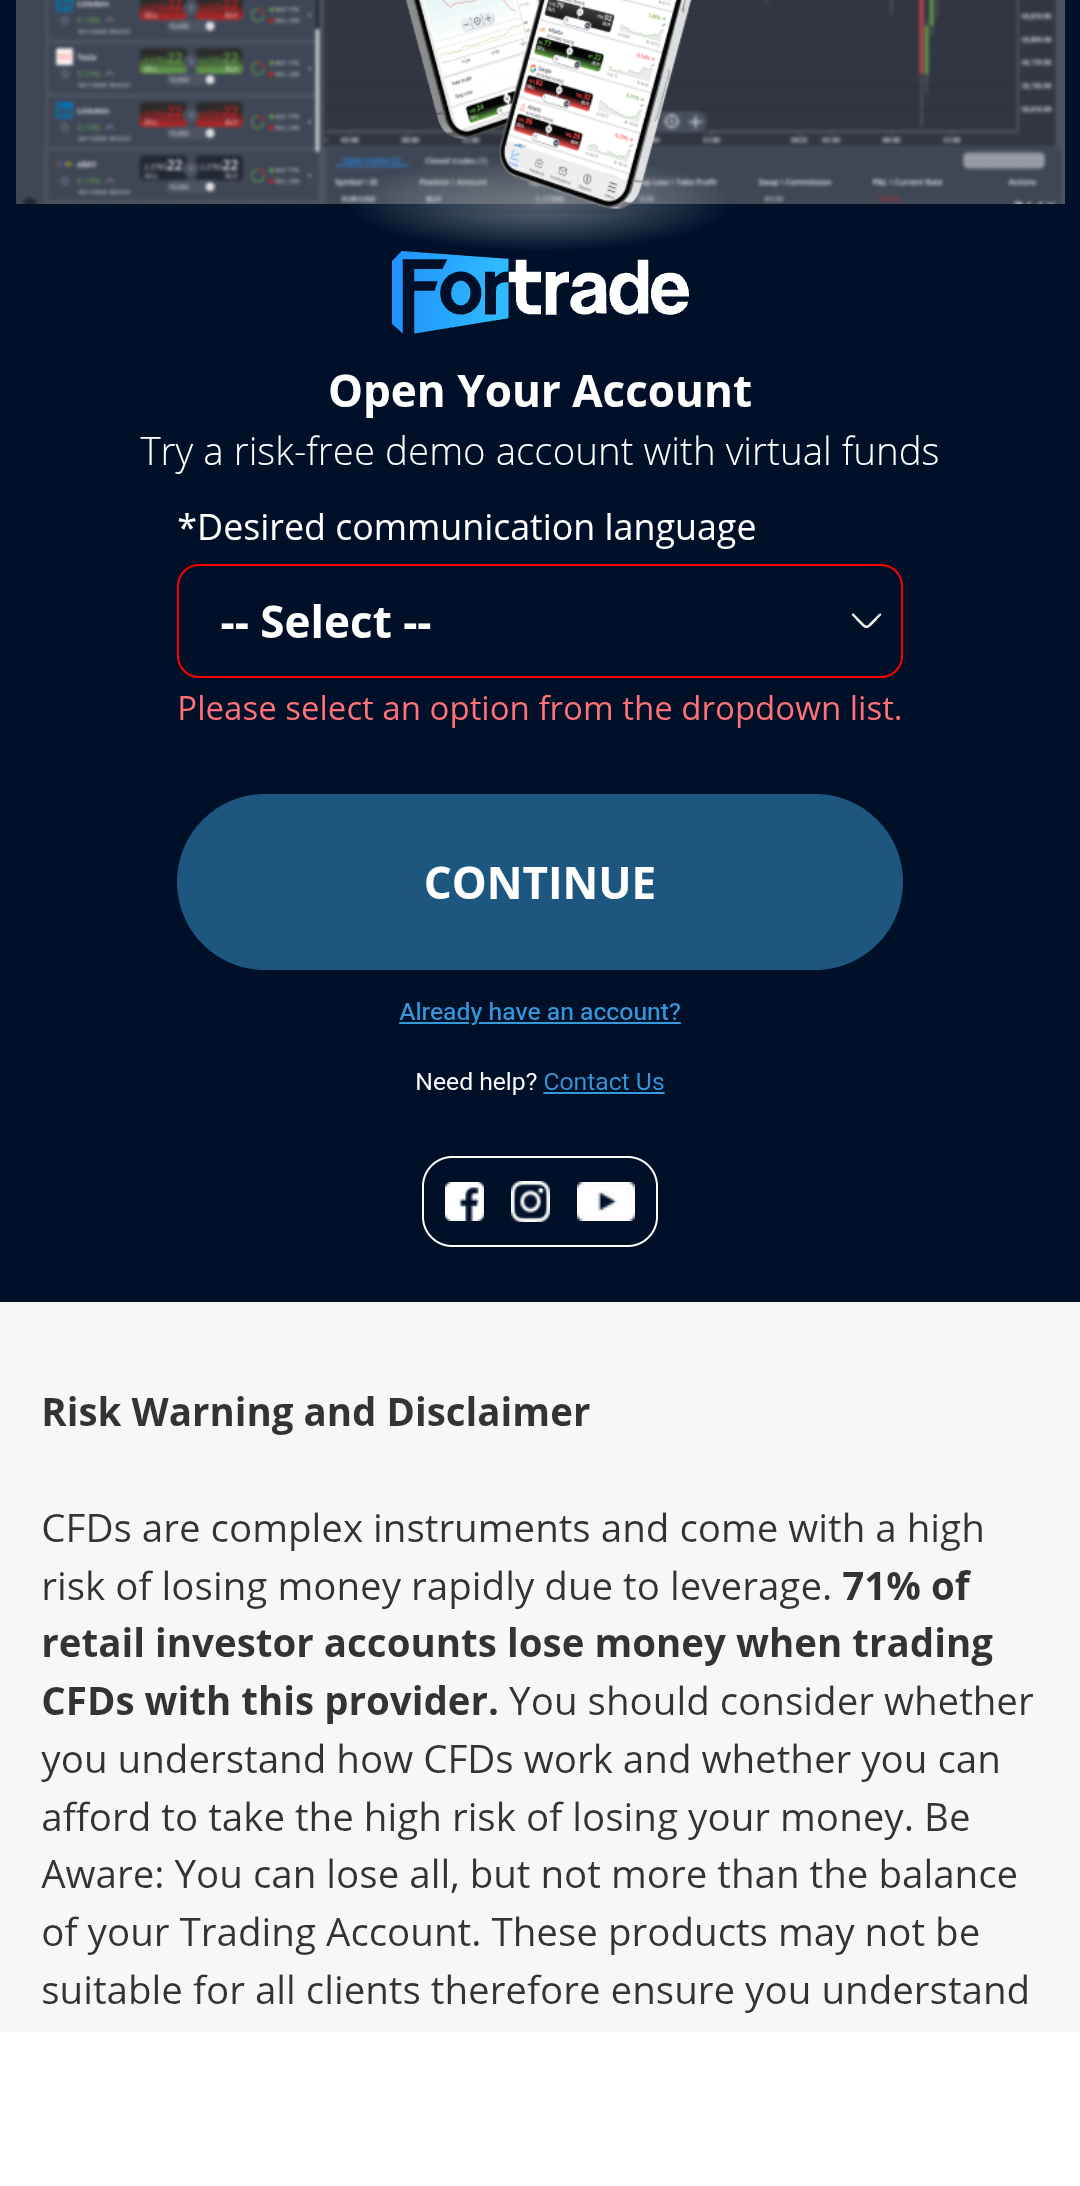 Open trades (1) Closed trades (1)
Fortrade
Open Your Account
Try a risk-free demo account with virtual funds
*Desired communication language
-- Select --
Please select an option from the dropdown list.
CONTINUE
Already have an account?
Need help? Contact Us
Risk Warning and Disclaimer
CFDs are complex instruments and come with a high
risk of losing money rapidly due to leverage. 71% of
retail investor accounts lose money when trading
CFDs with this provider. You should consider whether
you understand how CFDs work and whether you can
afford to take the high risk of losing your money. Be
Aware: You can lose all, but not more than the balance
of your Trading Account. These products may not be
suitable for all clients therefore ensure you understand